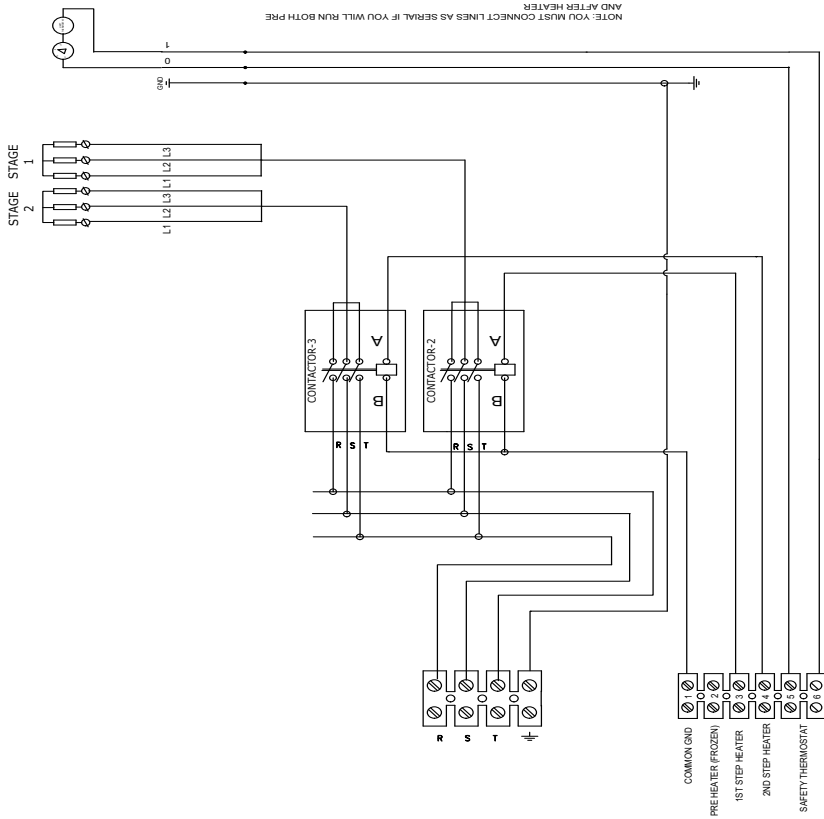 NOTE: YOU MUST CONNECT LINES AS SERIAL IF YOU WILL RUN BOTH PRE
AND AFTER HEATER
4
1
0
GND
STAGE
1
L3
L2
L1
STAGE
2
L3
L2
L1
CONTACTOR-3
A
B
R S T
CONTACTOR-2
A
B
R S T
R
S
T
1
2
3
4
5
6
COMMON GND
PRE HEATER (FROZEN)
1ST STEP HEATER
2ND STEP HEATER
SAFETY THERMOSTAT